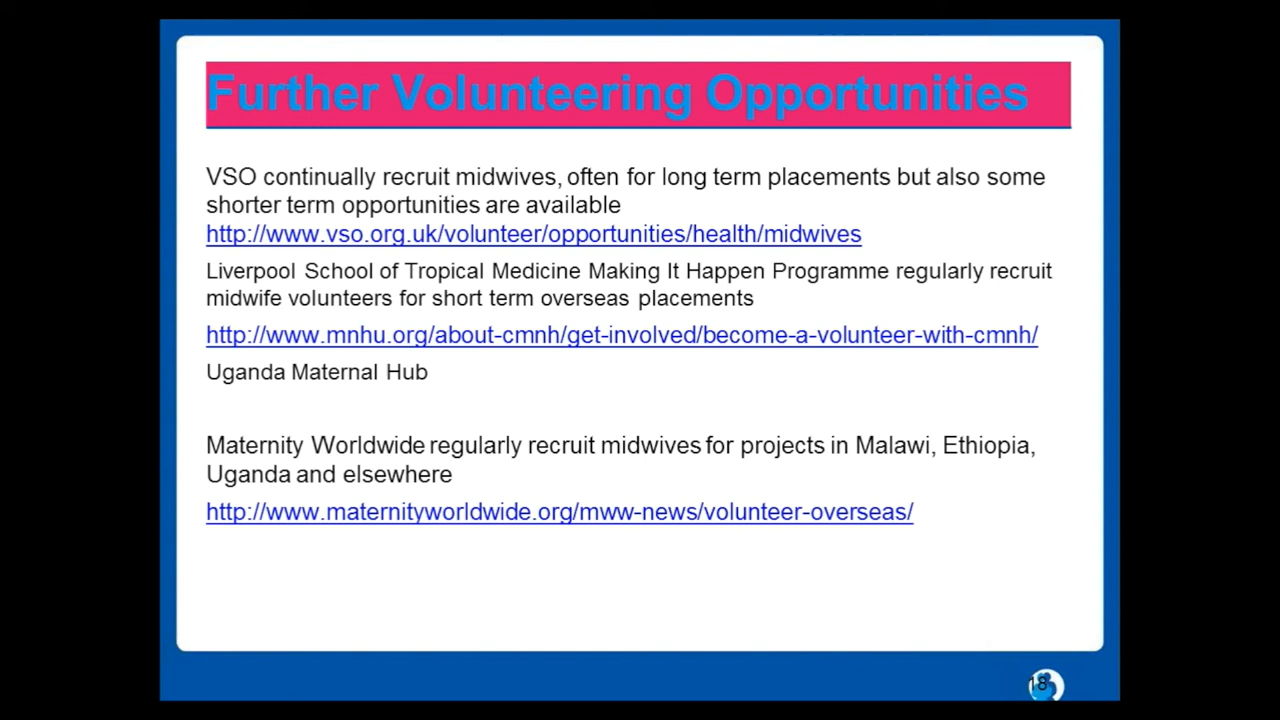 Further Volunteering Opportunities
VSO continually recruit midwives, often for long term placements but also some
shorter term opportunities are available
http://www.vso.org.uk/volunteer/opportunities/health/midwives
Liverpool School of Tropical Medicine Making It Happen Programme regularly recruit
midwife volunteers for short term overseas placements
http://www.mnhu.org/about-cmnh/get-involved/become-a-volunteer-with-cmnh/
Uganda Maternal Hub
Maternity Worldwide regularly recruit midwives for projects in Malawi, Ethiopia,
Uganda and elsewhere
http://www.maternityworldwide.org/mww-news/volunteer-overseas/
18